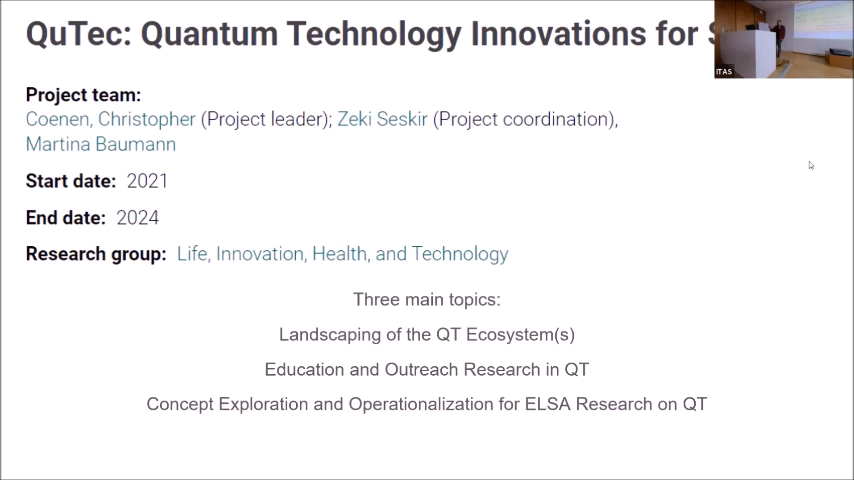 QuTec: Quantum Technology Innovations for
Project team:
Coenen, Christopher (Project leader); Zeki Seskir (Project coordination),
Martina Baumann
Start date: 2021
End date: 2024
Research group: Life, Innovation, Health, and Technology
Three main topics:
Landscaping of the QT Ecosystem(s)
Education and Outreach Research in QT
Concept Exploration and Operationalization for ELSA Research on QT
ITAS